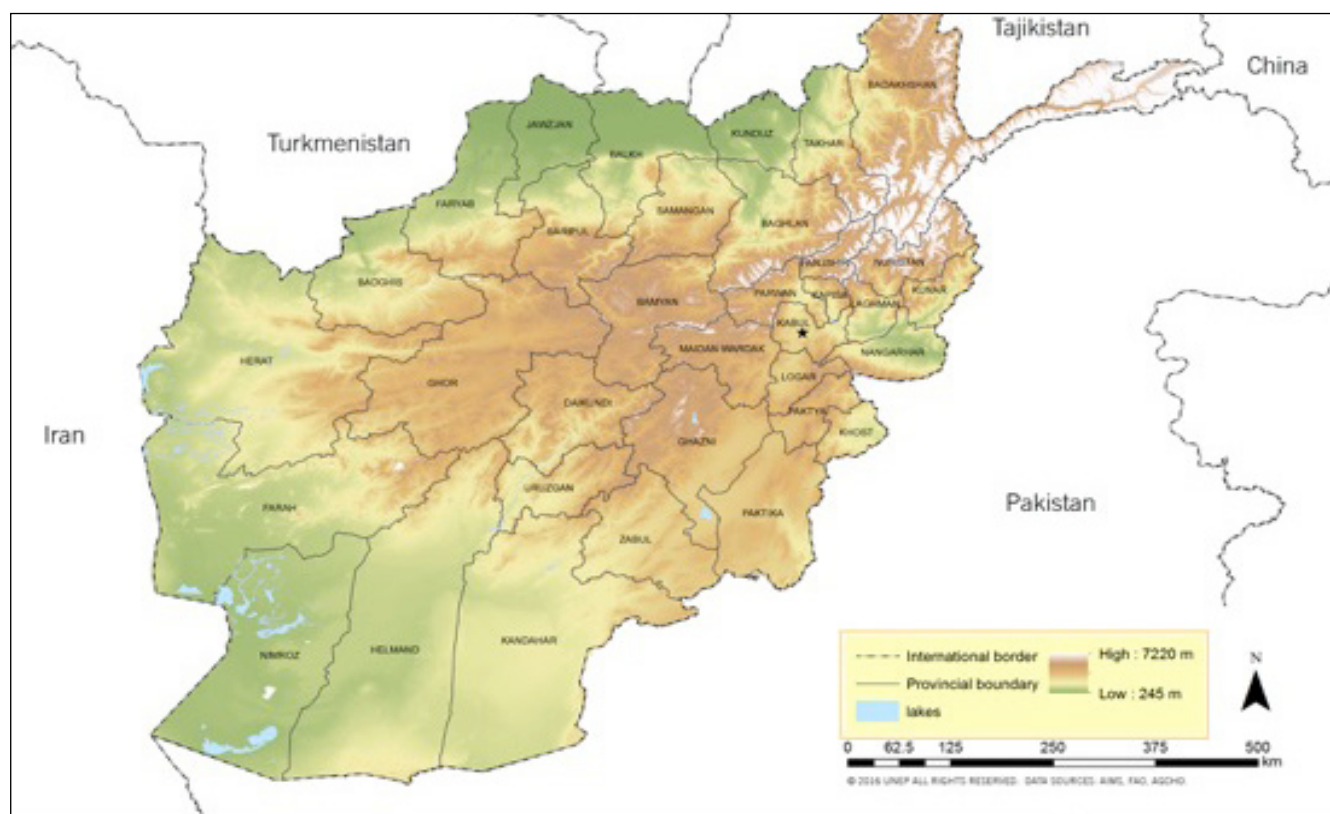 Tajikistan
China
BADAKHSHAN
JAWZJAN
KUNDUZ
TAKHAR
Turkmenistan
BALKH
FARYAB
SAMANGAN
BAGHLAN
SARIPUL
NURISTAN
BADGHIS
BAMYAN
PARWAN
KAPISA
KUNAR
LAGHMAN
KABUL
MAIDAN WARDAK
NANGARHAR
HERAT
LOGAR
GHOR
DAIKUNDI
PAKTYA
Iran
KHOST
GHAZNI
URUZGAN
Pakistan
FARAH
PAKTIKA
ZABUL
KANDAHAR
HELMAND
NIMROZ
International border
Provincial boundary
lakes
High : 7220 m
Low : 245 m
N
0 62.5 125 250 375 500
km
© 2016 UNEP ALL RIGHTS RESERVED. DATA SOURCES: AIMS, FAO, AGCHO.